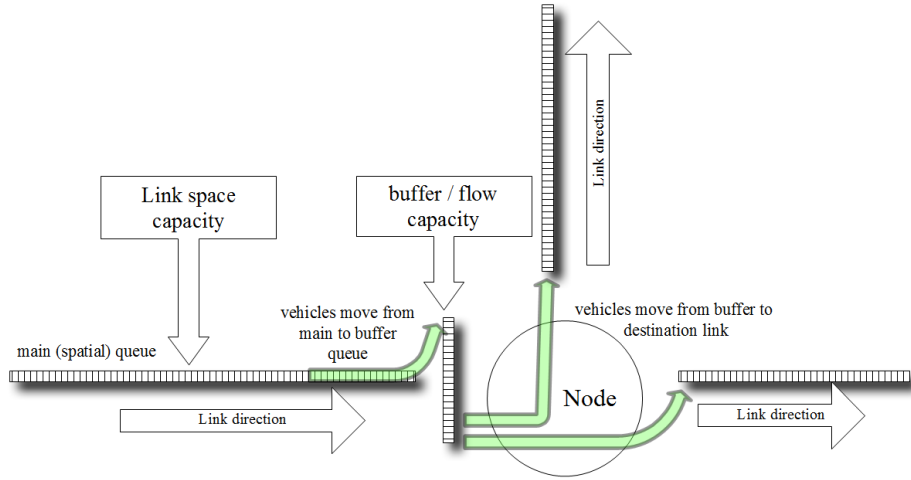 Link direction
Link space
capacity
buffer / flow
capacity
vehicles move from
main to buffer
queue
vehicles move from buffer to
destination link
main (spatial) queue
Node
Link direction
Link direction